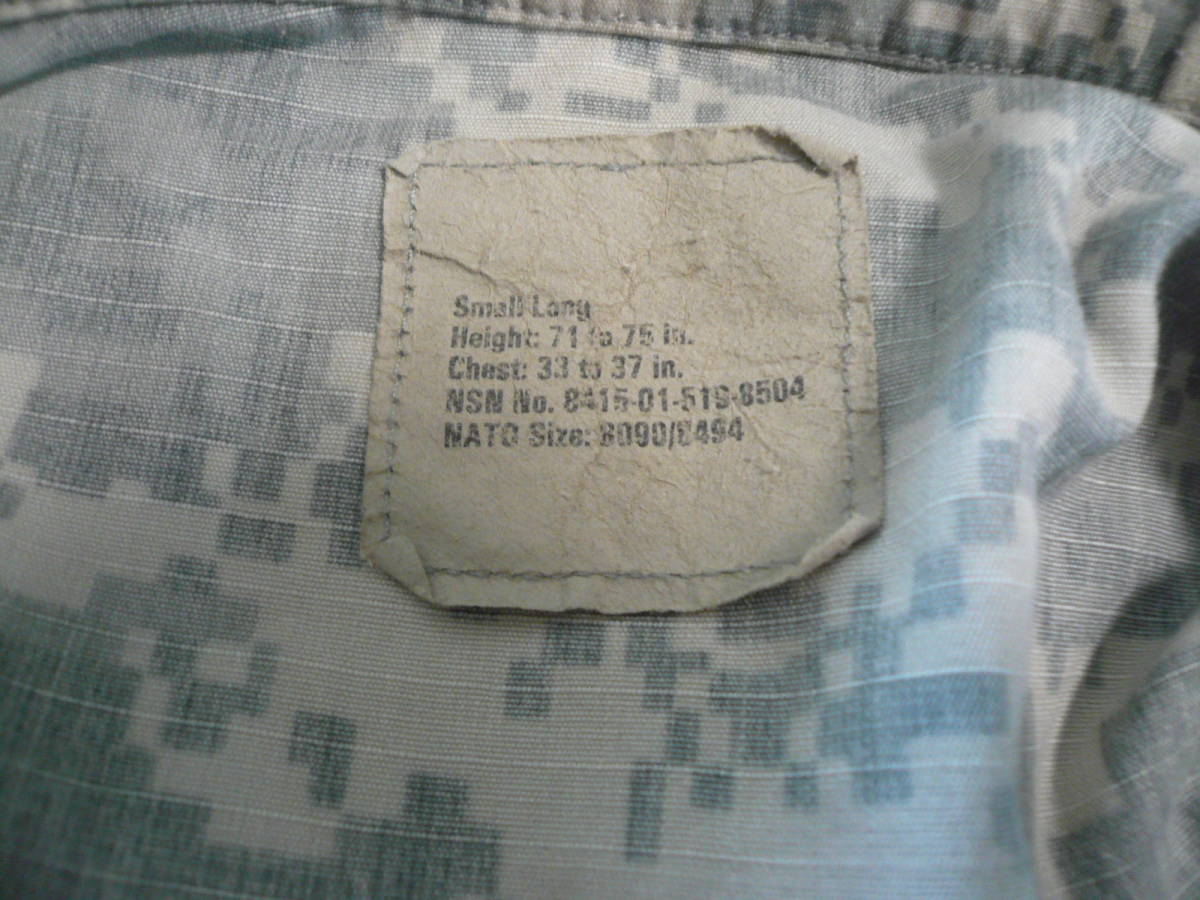 Small Long
Height: 71 to 75 in.
Chest: 33 to 37 in.
NSN No. 8415-01-519-8504
NATO Size: 8090/8494